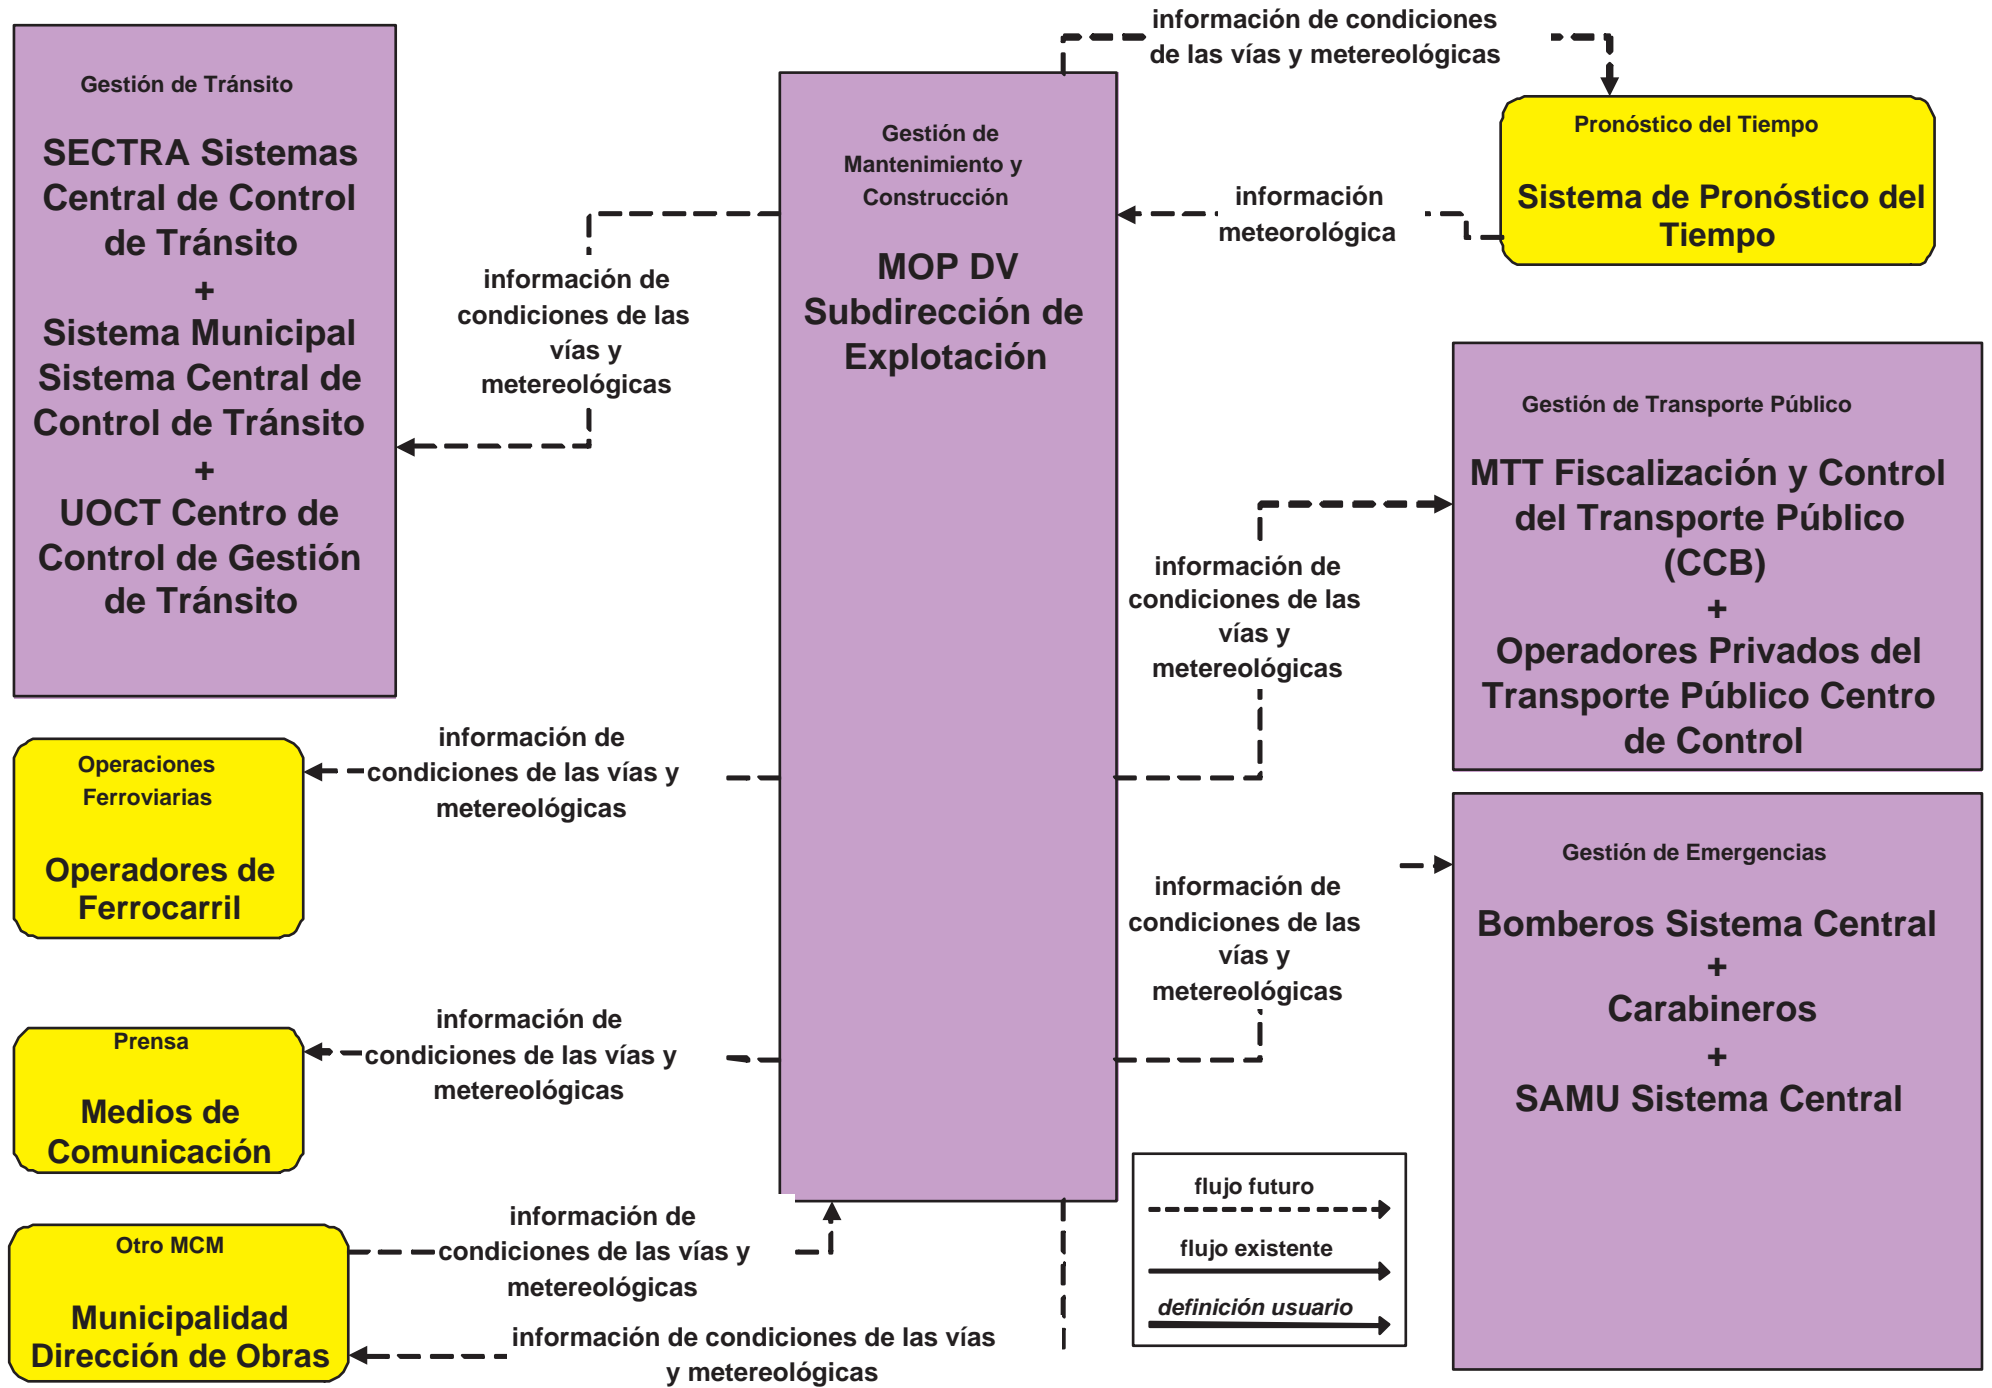 información de condiciones
de las vías y metereológicas
Gestión de Tránsito
SECTRA Sistemas
Central de Control
de Tránsito
+
Sistema Municipal
Sistema Central de
Control de Tránsito
+
UOCT Centro de
Control de Gestión
de Tránsito
información de
condiciones de las
vías y
metereológicas
Gestión de
Mantenimiento y
Construcción
MOP DV
Subdirección de
Explotación
Pronóstico del Tiempo
Sistema de Pronóstico del
Tiempo
información
meteorológica
Gestión de Transporte Público
MTT Fiscalización y Control
del Transporte Público
(CCB)
+
Operadores Privados del
Transporte Público Centro
de Control
información de
condiciones de las
vías y
metereológicas
Operaciones
Ferroviarias
Operadores de
Ferrocarril
información de
condiciones de las vías y
metereológicas
Gestión de Emergencias
Bomberos Sistema Central
+
Carabineros
+
SAMU Sistema Central
información de
condiciones de las
vías y
metereológicas
Prensa
Medios de
Comunicación
información de
condiciones de las vías y
metereológicas
Otro MCM
Municipalidad
Dirección de Obras
información de
condiciones de las vías y
metereológicas
información de condiciones de las vías
y metereológicas
flujo futuro
flujo existente
definición usuario